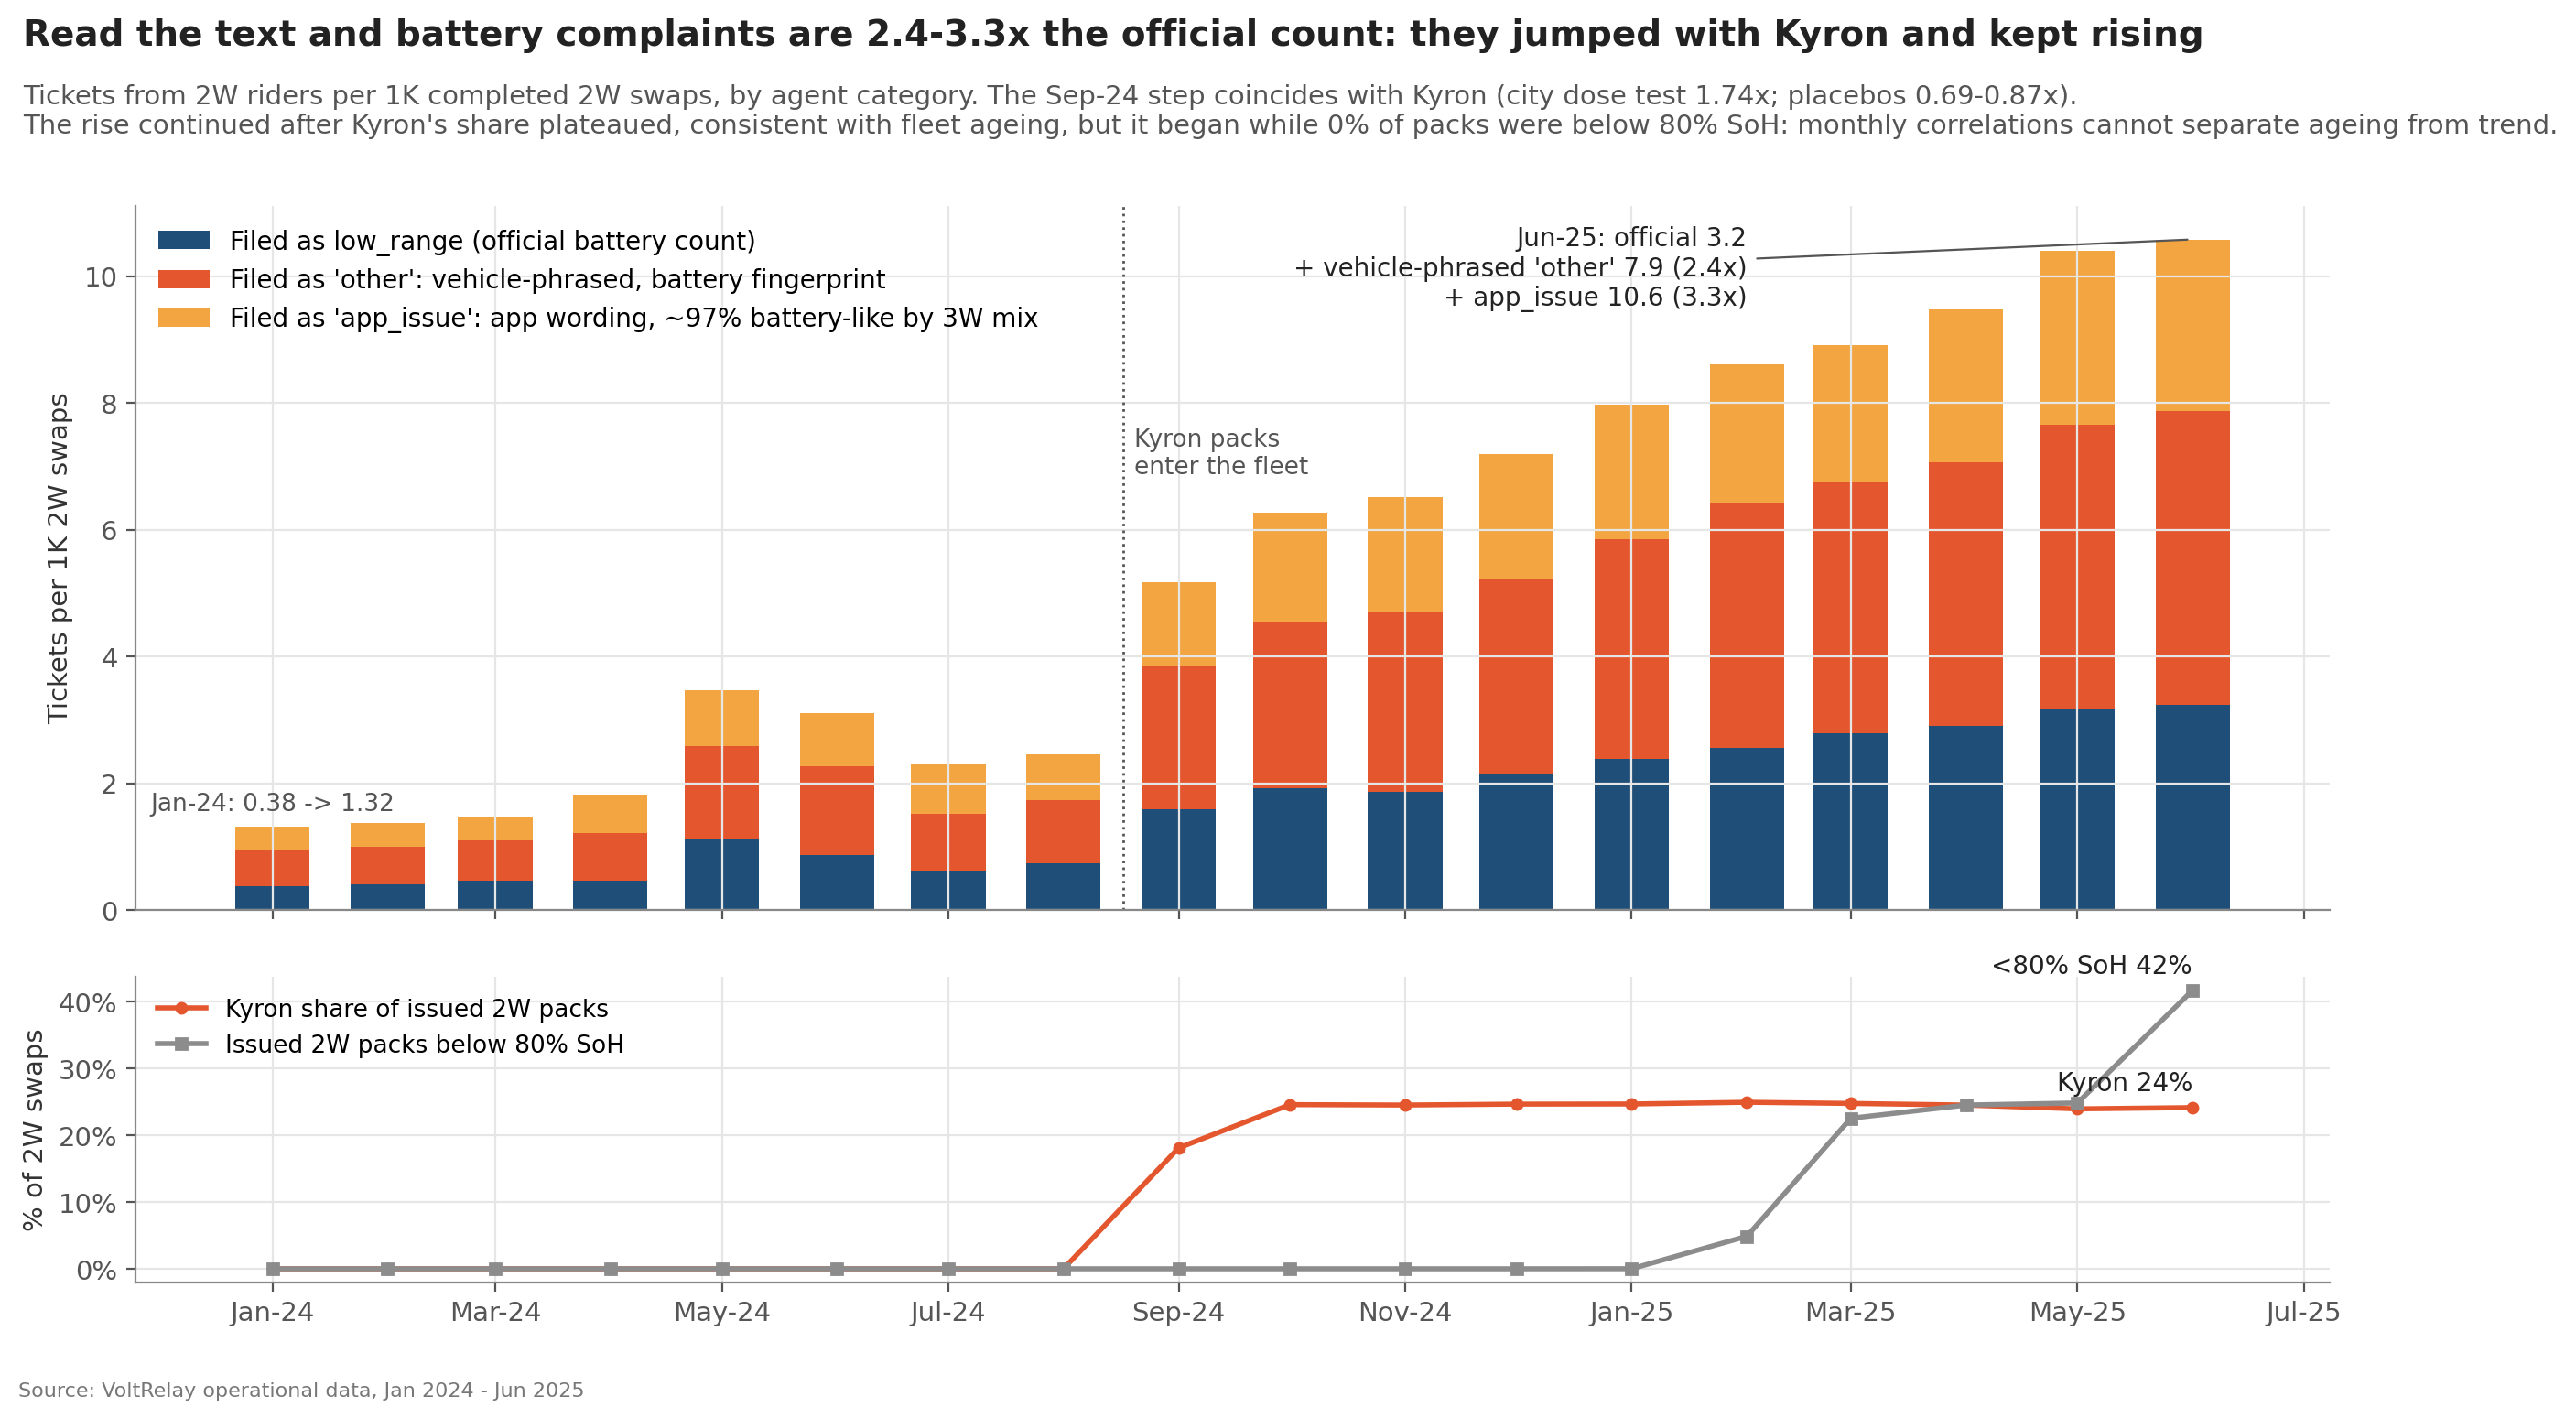 Read the text and battery complaints are 2.4-3.3x the official count: they jumped with Kyron and kept rising
Tickets from 2W riders per 1K completed 2W swaps, by agent category. The Sep-24 step coincides with Kyron (city dose test 1.74x; placebos 0.69-0.87x).
The rise continued after Kyron's share plateaued, consistent with fleet ageing, but it began while 0% of packs were below 80% SoH: monthly correlations cannot separate ageing from trend.
Filed as low_range (official battery count)
Filed as 'other': vehicle-phrased, battery fingerprint
Filed as 'app_issue': app wording, ~97% battery-like by 3W mix
Jun-25: official 3.2
+ vehicle-phrased 'other' 7.9 (2.4x)
+ app_issue 10.6 (3.3x)
Kyron packs
enter the fleet
Jan-24: 0.38 -> 1.32
Tickets per 1K 2W swaps
10
8
6
4
2
0
<80% SoH 42%
Kyron 24%
Kyron share of issued 2W packs
Issued 2W packs below 80% SoH
% of 2W swaps
40%
30%
20%
10%
0%
Jan-24 Mar-24 May-24 Jul-24 Sep-24 Nov-24 Jan-25 Mar-25 May-25 Jul-25
Source: VoltRelay operational data, Jan 2024 - Jun 2025